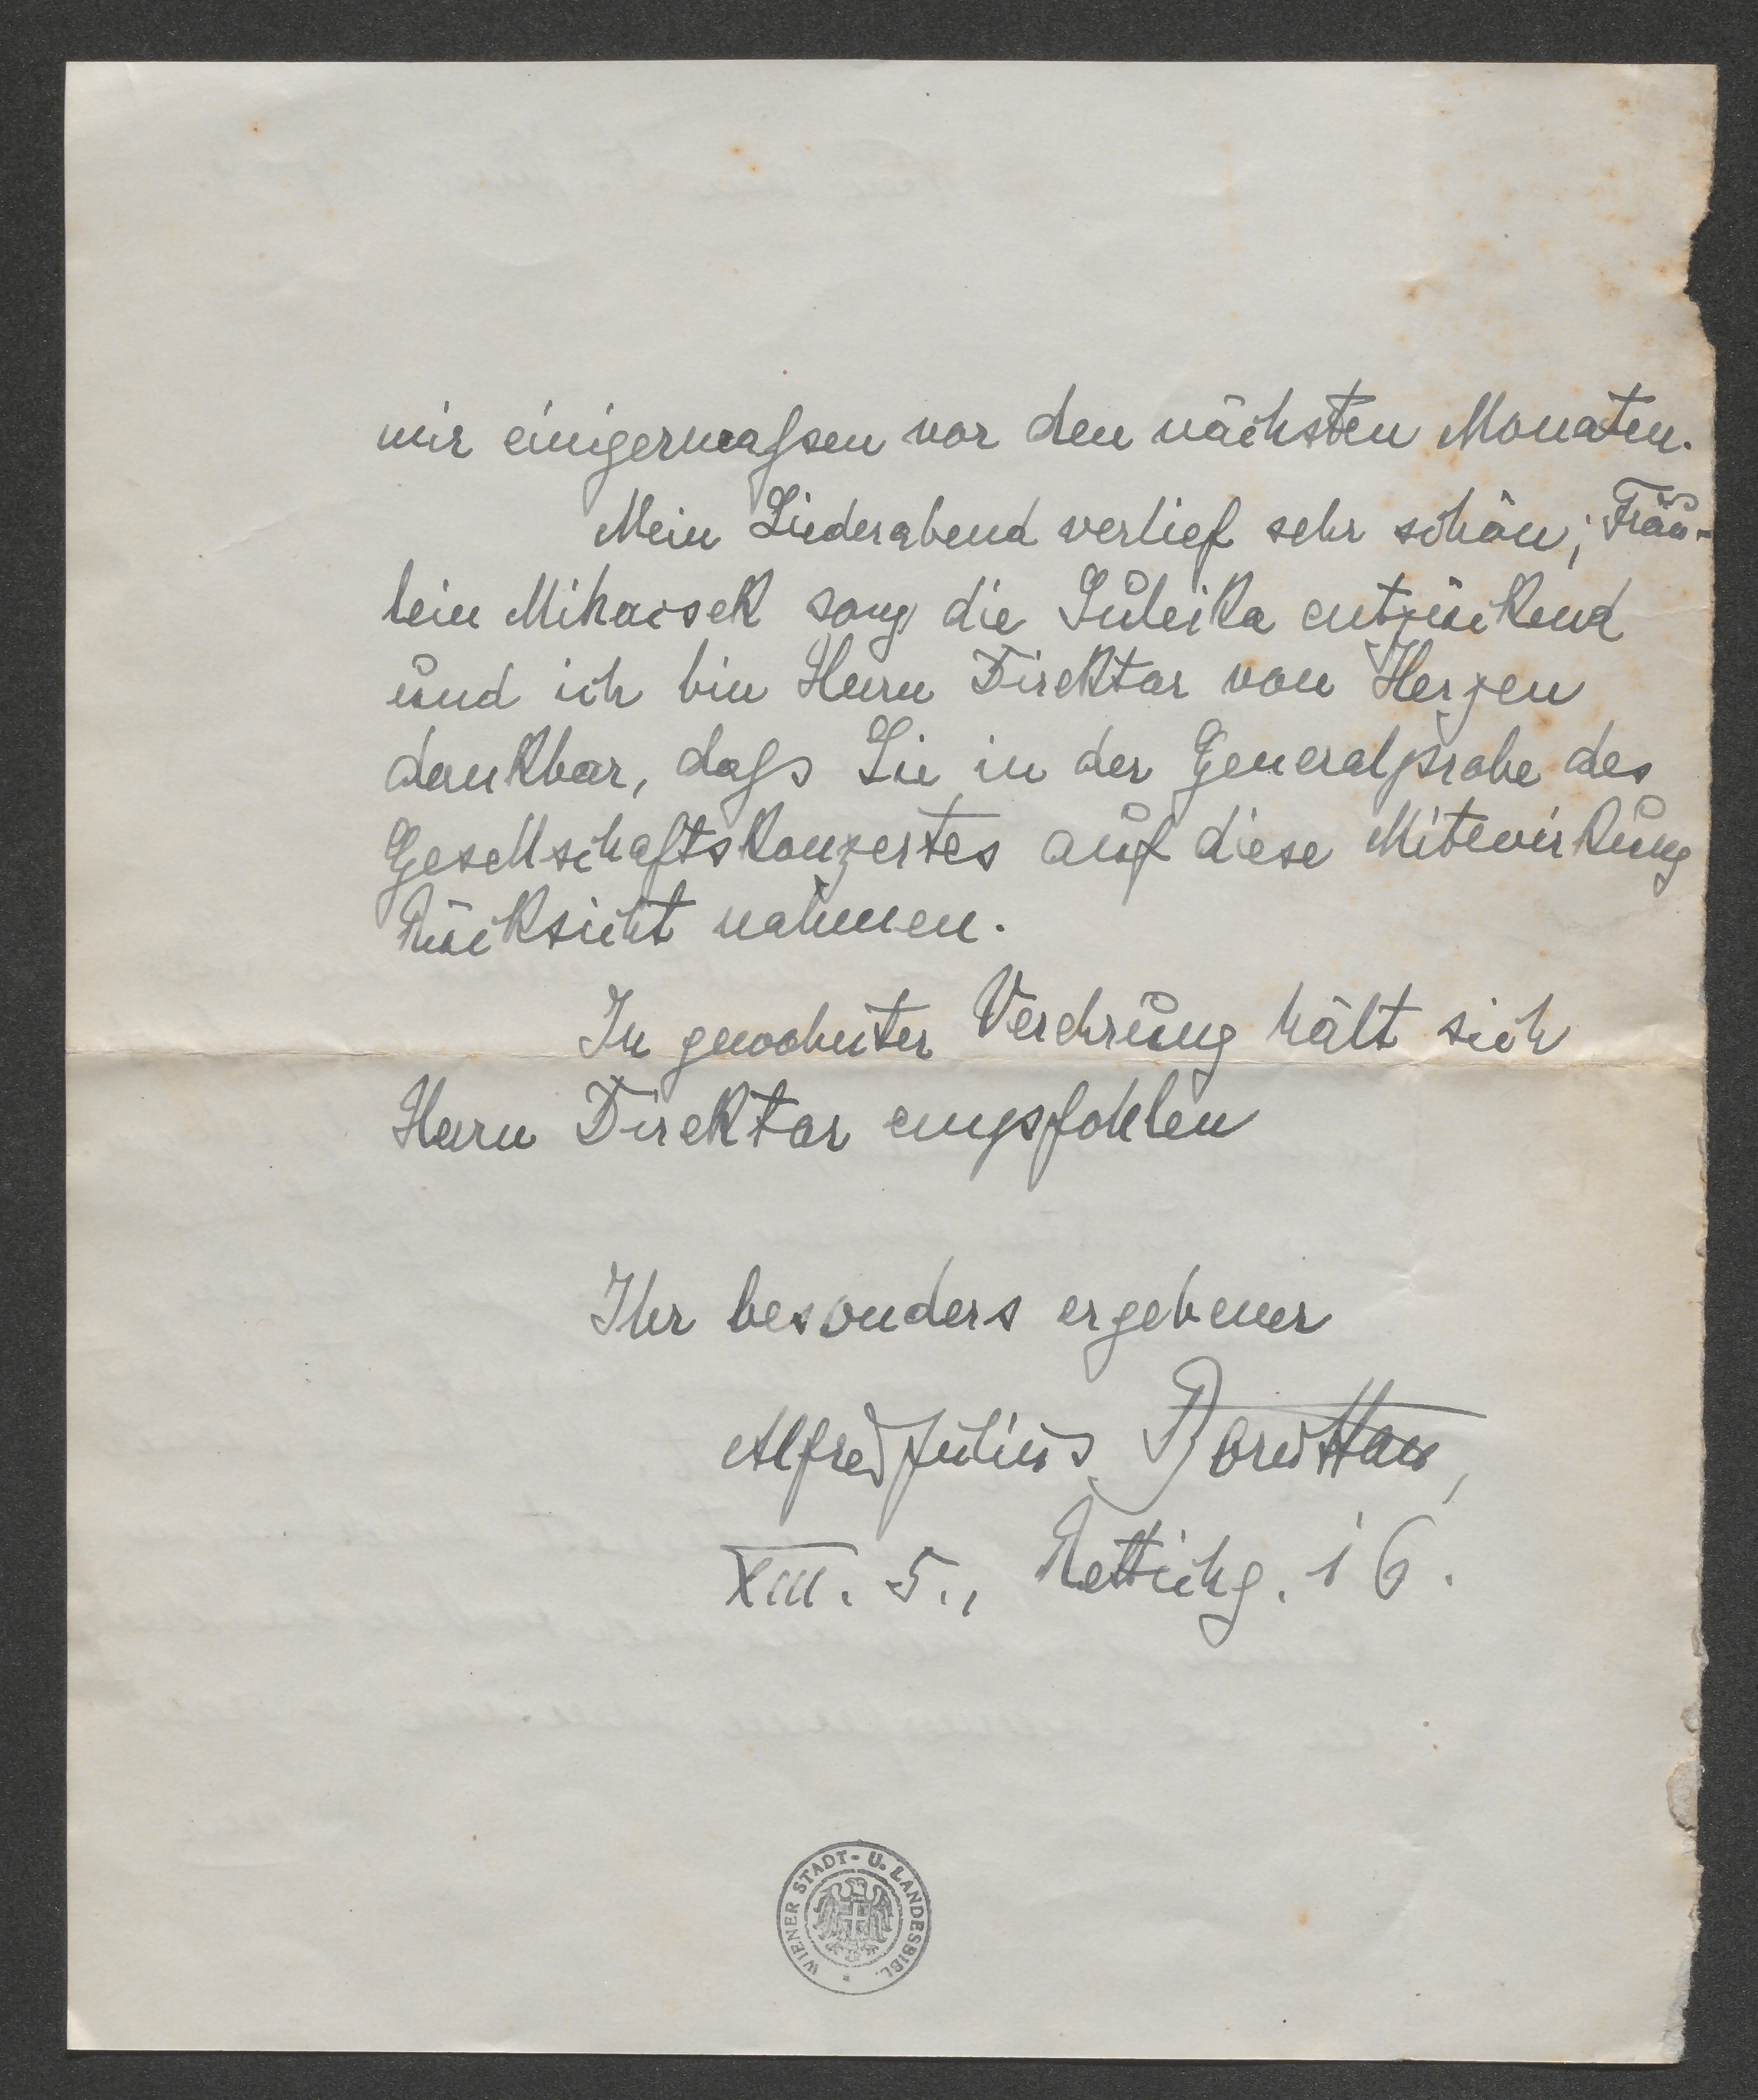 mir einigermaßen vor den nächsten Monaten.
Mein Liederabend verlief sehr schön; Fräu-
lein Mihacsek sang die Suleika entzückend
und ich bin Herrn Direktor von Herzen
dankbar, daß Sie in der Generalprobe des
Gesellschaftskonzertes auf diese Mitwirkung
Rücksicht nahmen.
In gewohnter Verehrung hält sich
Herrn Direktor empfohlen
Ihr besonders ergebener
Alfred Julius Boruttau,
XIII. 5., Rettichg. 16.
WIENER STADT- U. LANDESBIBL.